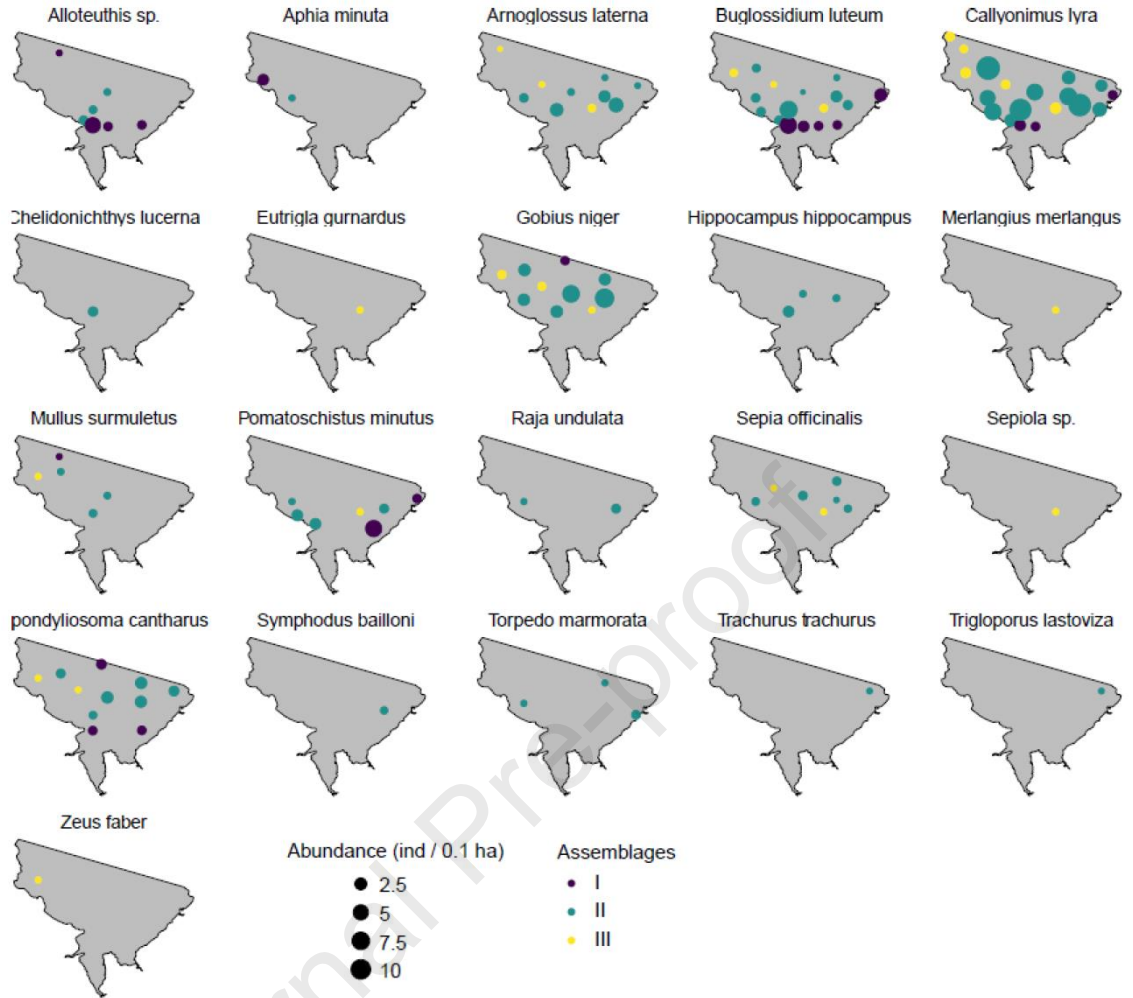 Alloteuthis sp.
Aphia minuta
Arnoglossus laterna
Buglossidium luteum
Callyonimus lyra
Chelidonichthys lucerna
Eutrigla gurnardus
Gobius niger
Hippocampus hippocampus
Merlangius merlangus
Mullus surmuletus
Pomatoschistus minutus
Raja undulata
Sepia officinalis
Sepiola sp.
pondyliosoma cantharus
Symphodus bailloni
Torpedo marmorata
Trachurus trachurus
Trigloporus lastoviza
Zeus faber
Abundance (ind / 0.1 ha)
2.5
5
7.5
10
Assemblages
I
II
III
rnal Pre-proof